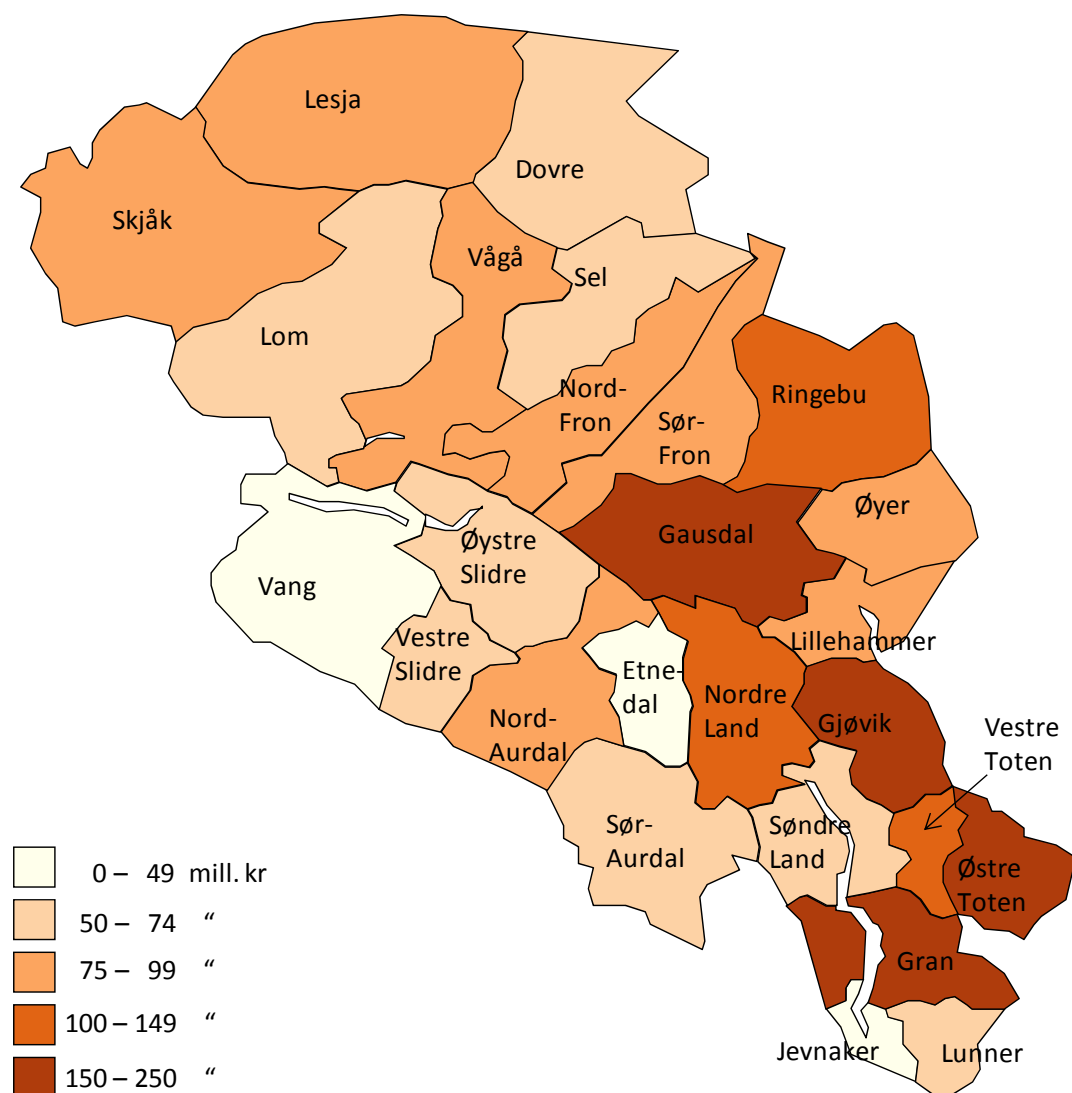 Lesja
Dovre
Skjåk
Vågå
Sel
Lom
Nord-
Fron
Ringebu
Sør-
Fron
Øyer
Gausdal
Øystre
Slidre
Vang
Vestre
Slidre
Lillehammer
Etne-
dal
Nordre
Land
Gjøvik
Nord-
Aurdal
Vestre
Toten
Sør-
Aurdal
Søndre
Land
Østre
Toten
Gran
Jevnaker
Lunner
0 – 49 mill. kr
50 – 74 “
75 – 99 “
100 – 149 “
150 – 250 “